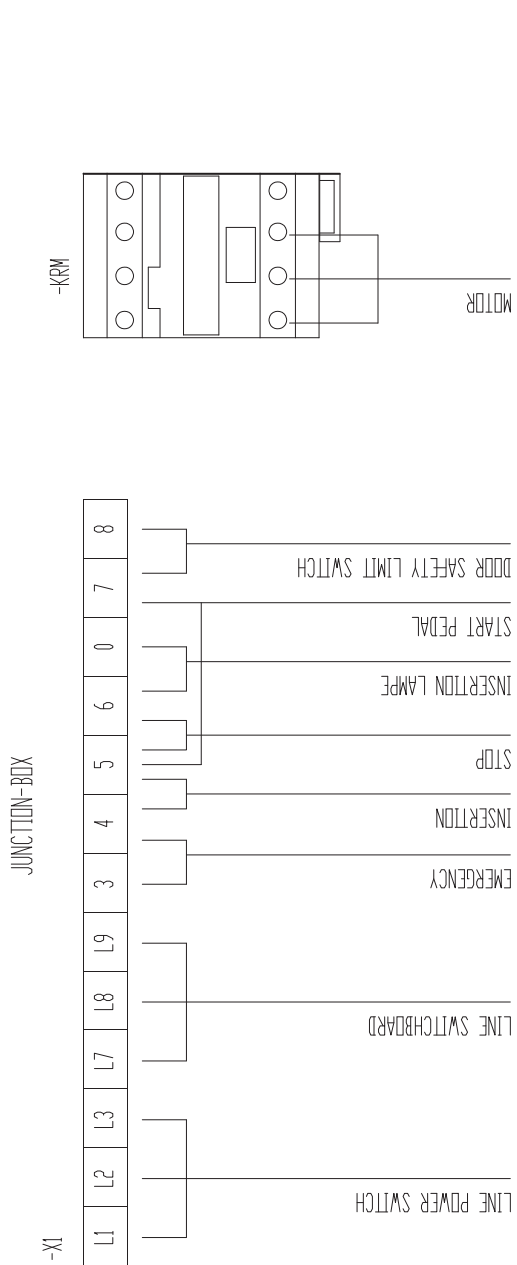 -KRM
MOTOR
JUNCTION-BOX
8
DOOR SAFETY LIMIT SWITCH
7
START PEDAL
0
INSERTION LAMPE
6
5
STOP
4
INSERTION
3
EMERGENCY
L9
L8
LINE SWITCHBOARD
L7
L3
L2
LINE POWER SWITCH
L1
-X1